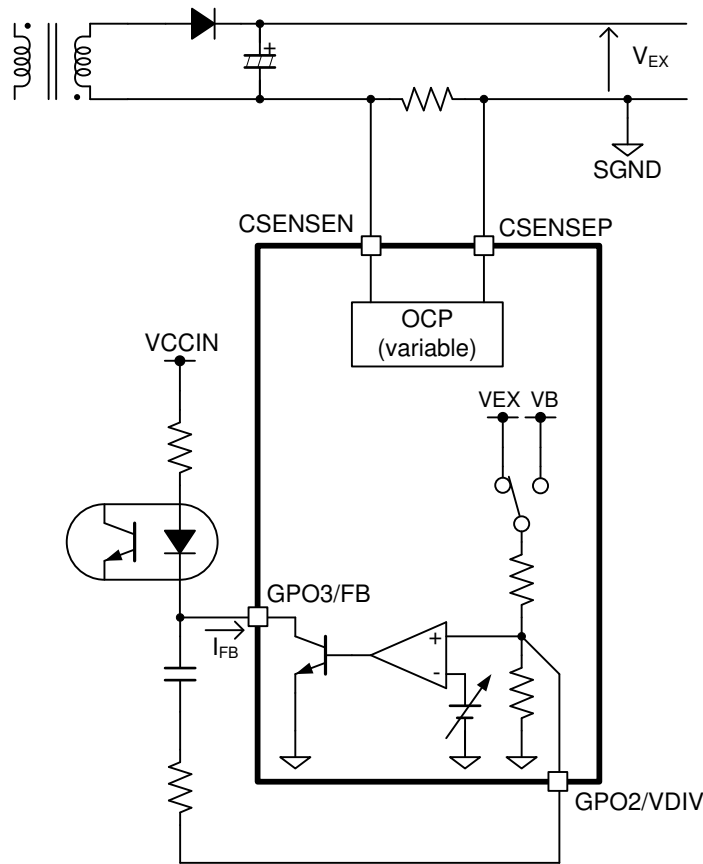 +
V_EX
SGND
CSENSEN
CSENSEP
OCP
(variable)
VCCIN
VEX VB
GPO3/FB
I_FB
+
-
GPO2/VDIV